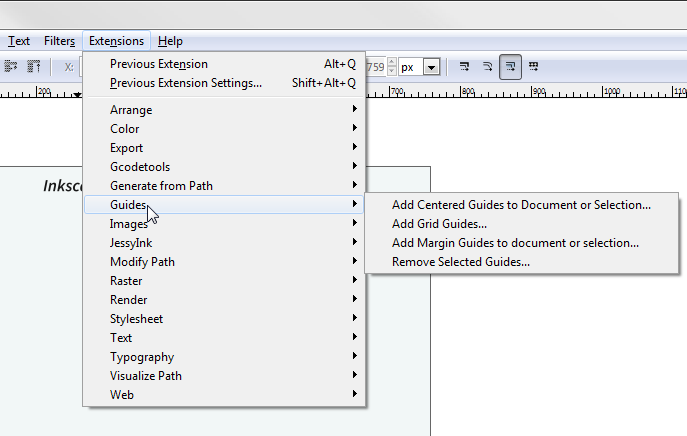 Text Filters Extensions Help
X: 759 px
200 700 800 900 1000
Previous Extension Alt+Q
Previous Extension Settings... Shift+Alt+Q
Arrange
Color
Export
Gcodetools
Generate from Path
Guides
Images
JessyInk
Modify Path
Raster
Render
Stylesheet
Text
Typography
Visualize Path
Web
Add Centered Guides to Document or Selection...
Add Grid Guides...
Add Margin Guides to document or selection...
Remove Selected Guides...